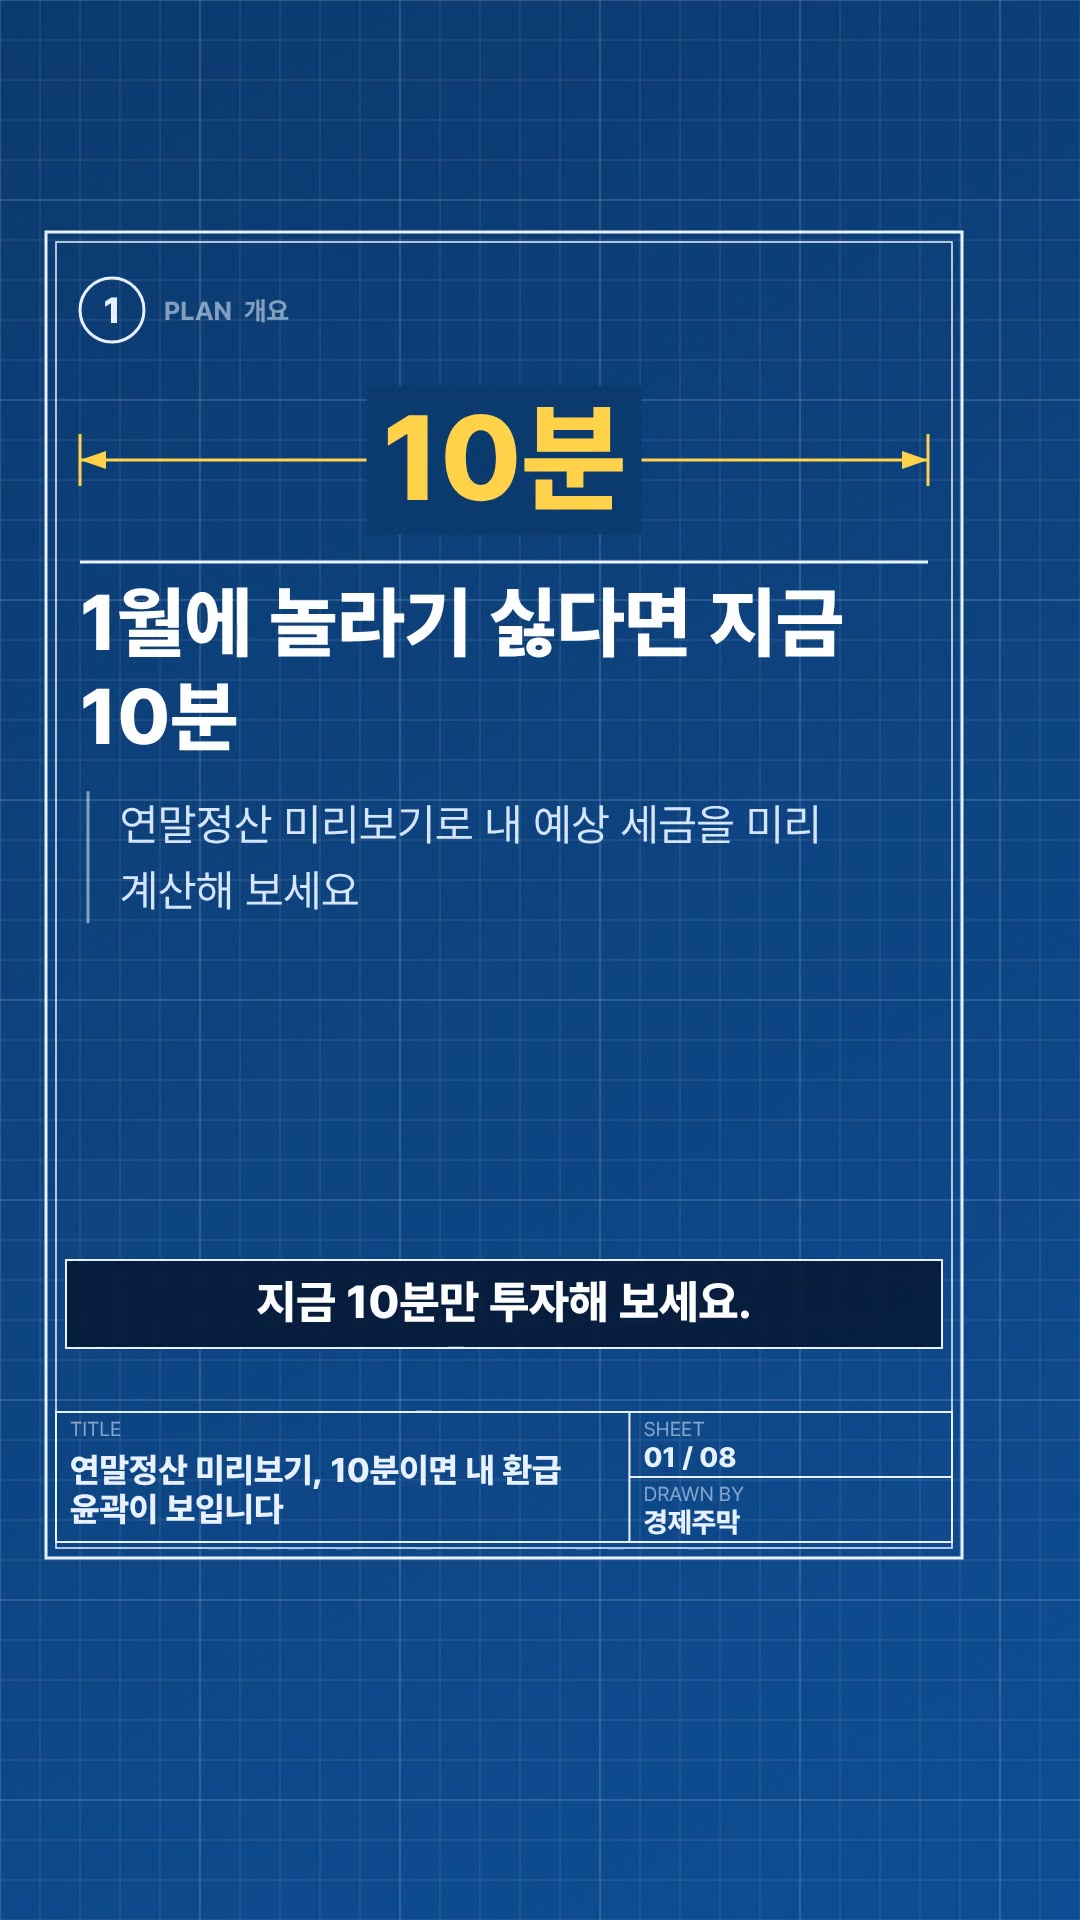 1
PLAN 개요
10분
1월에 놀라기 싫다면 지금
10분
연말정산 미리보기로 내 예상 세금을 미리
계산해 보세요
지금 10분만 투자해 보세요.
TITLE
연말정산 미리보기, 10분이면 내 환급
윤곽이 보입니다
SHEET
01 / 08
DRAWN BY
경제주막